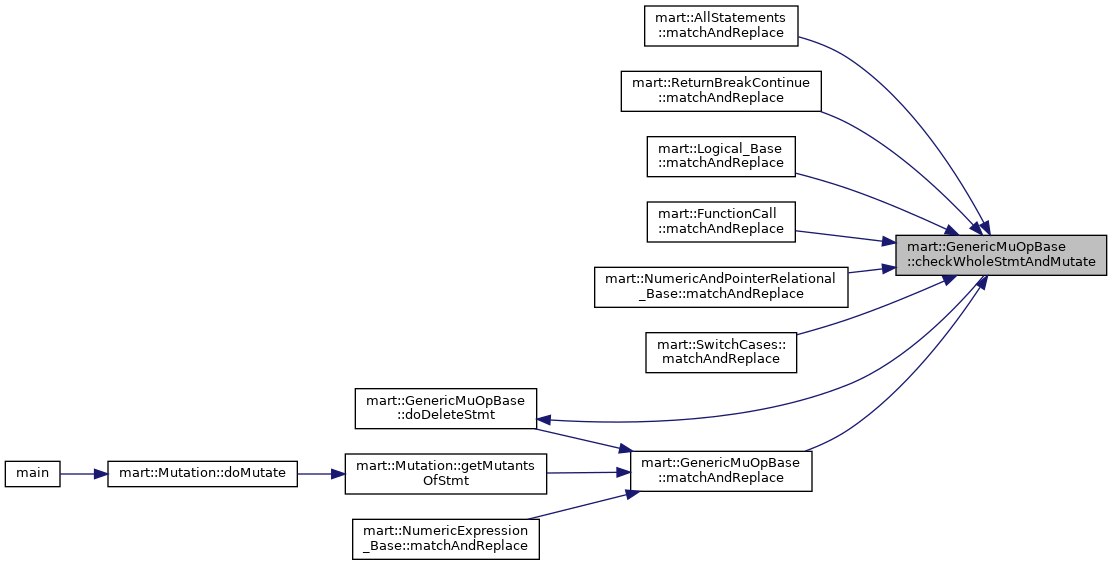 mart::AllStatements
::matchAndReplace
mart::ReturnBreakContinue
::matchAndReplace
mart::Logical_Base
::matchAndReplace
mart::FunctionCall
::matchAndReplace
mart::GenericMuOpBase
::checkWholeStmtAndMutate
mart::NumericAndPointerRelational
_Base::matchAndReplace
mart::SwitchCases::
matchAndReplace
mart::GenericMuOpBase
::doDeleteStmt
main
mart::Mutation::doMutate
mart::Mutation::getMutants
OfStmt
mart::GenericMuOpBase
::matchAndReplace
mart::NumericExpression
_Base::matchAndReplace